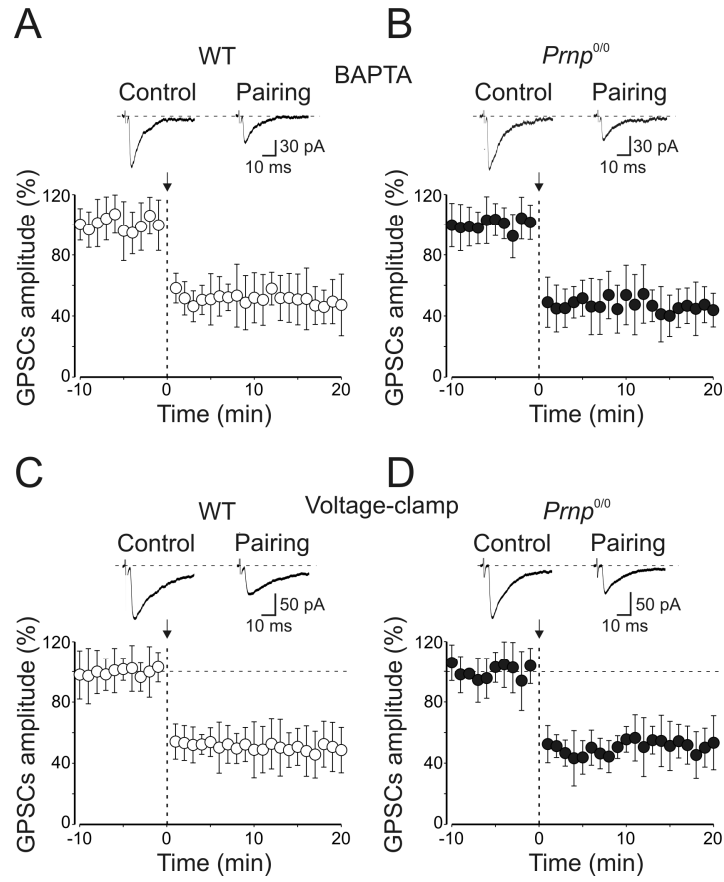 A
B
WT
BAPTA
Prnp0/0
Control
Pairing
Control
Pairing
30 pA
10 ms
30 pA
10 ms
GPSCs amplitude (%)
120
80
40
0
-10
0
10
20
Time (min)
GPSCs amplitude (%)
120
80
40
0
-10
0
10
20
Time (min)
C
D
WT
Voltage-clamp
Prnp0/0
Control
Pairing
Control
Pairing
50 pA
10 ms
50 pA
10 ms
GPSCs amplitude (%)
120
80
40
0
-10
0
10
20
Time (min)
GPSCs amplitude (%)
120
80
40
0
-10
0
10
20
Time (min)